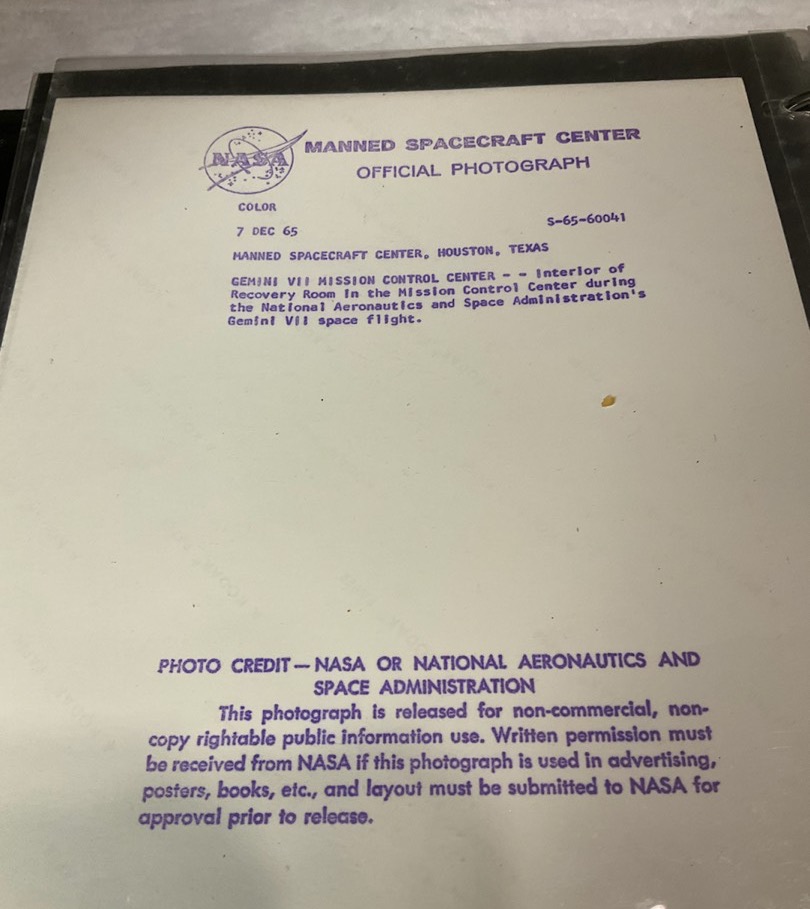 NASA
MANNED SPACECRAFT CENTER
OFFICIAL PHOTOGRAPH
COLOR
7 DEC 65
S-65-60041
MANNED SPACECRAFT CENTER, HOUSTON, TEXAS
GEMINI VII MISSION CONTROL CENTER - - Interior of
Recovery Room in the Mission Control Center during
the National Aeronautics and Space Administration's
Gemini VII space flight.
PHOTO CREDIT — NASA OR NATIONAL AERONAUTICS AND
SPACE ADMINISTRATION
This photograph is released for non-commercial, non-
copy rightable public information use. Written permission must
be received from NASA if this photograph is used in advertising,
posters, books, etc., and layout must be submitted to NASA for
approval prior to release.